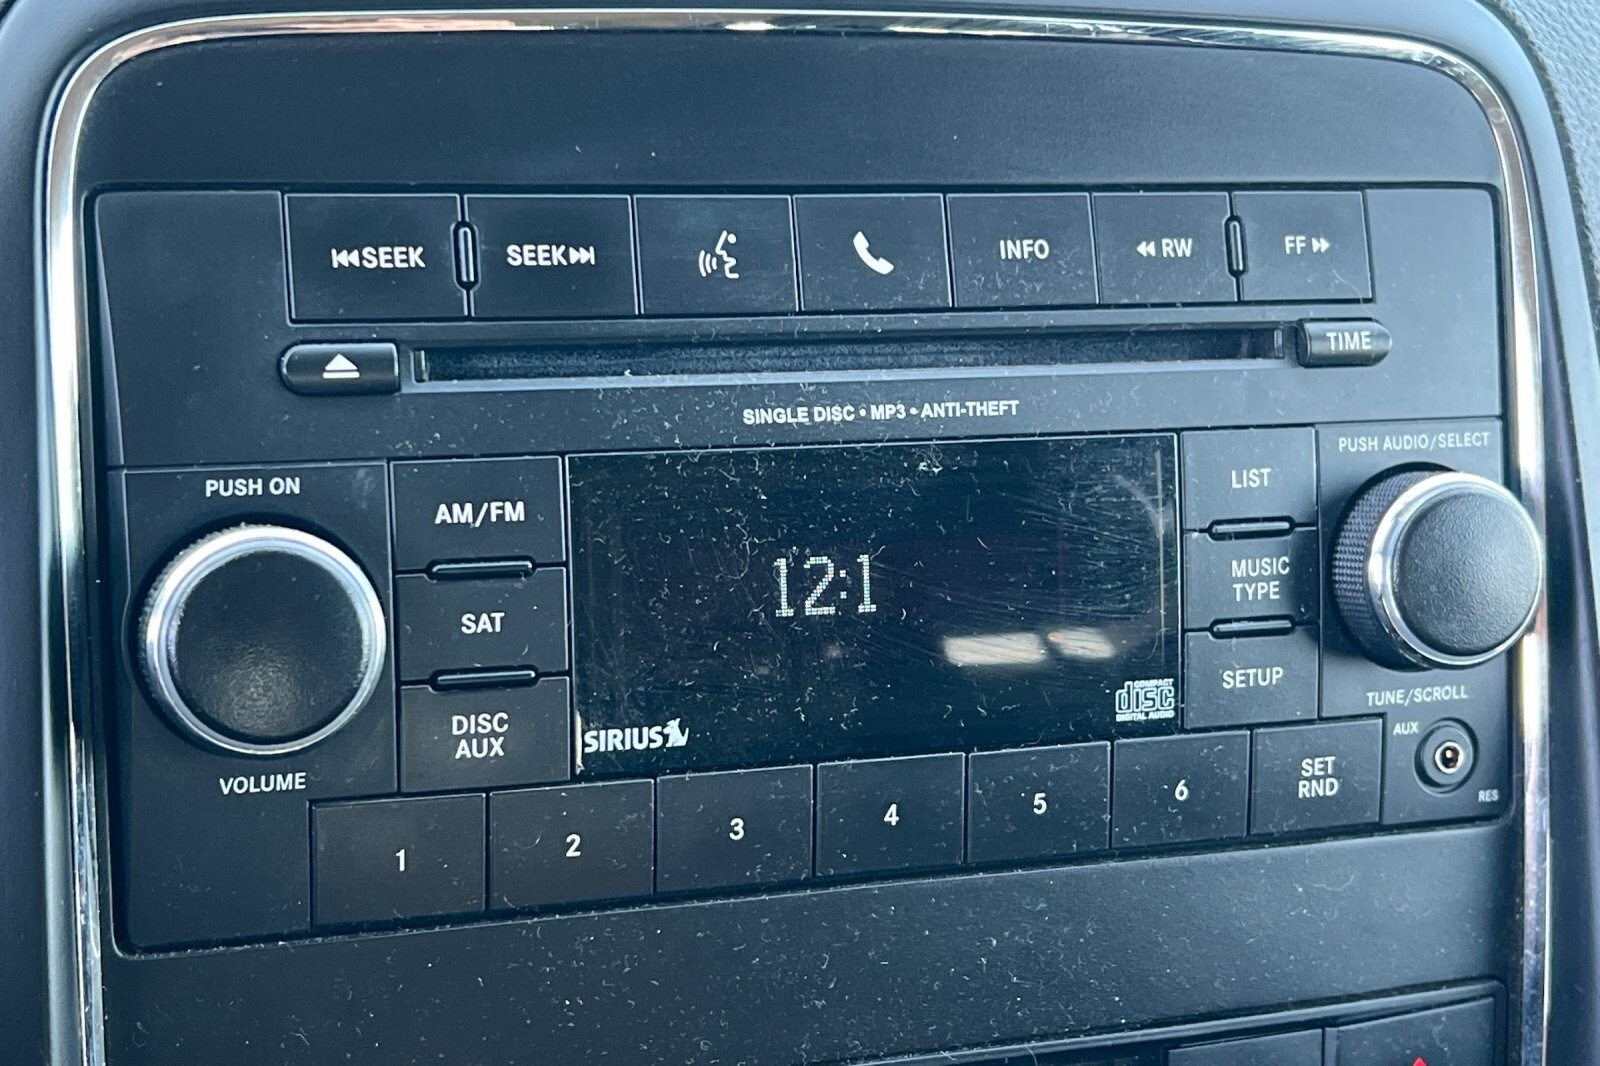 SEEK
SEEK
INFO
RW
FF
TIME
SINGLE DISC • MP3 • ANTI-THEFT
PUSH ON
VOLUME
AM/FM
SAT
DISC
AUX
12:1
SIRIUS
COMPACT
disc
DIGITAL AUDIO
LIST
MUSIC
TYPE
SETUP
PUSH AUDIO/SELECT
TUNE/SCROLL
AUX
RES
1
2
3
4
5
6
SET
RND